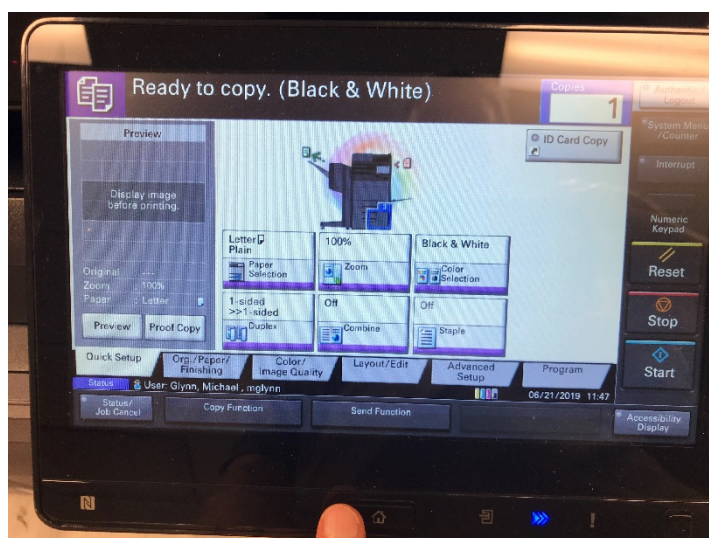 Ready to copy. (Black & White)
Copies
1
Logout
Preview
ID Card Copy
*System Menu
/Counter
* Interrupt
Display image
before printing.
Numeric
Keypad
Letter
Plain
Paper
Selection
100%
Zoom
Black & White
Color
Selection
Original : ---
Zoom : 100%
Paper : Letter
Reset
1-sided
>>1-sided
Duplex
Off
Combine
Off
Staple
Preview
Proof Copy
Stop
Quick Setup
Org./Paper/
Finishing
Color/
Image Quality
Layout/Edit
Advanced
Setup
Program
Start
Status
User: Glynn, Michael , mglynn
06/21/2019 11:47
* Status/
Job Cancel
Copy Function
Send Function
* Accessibility
Display